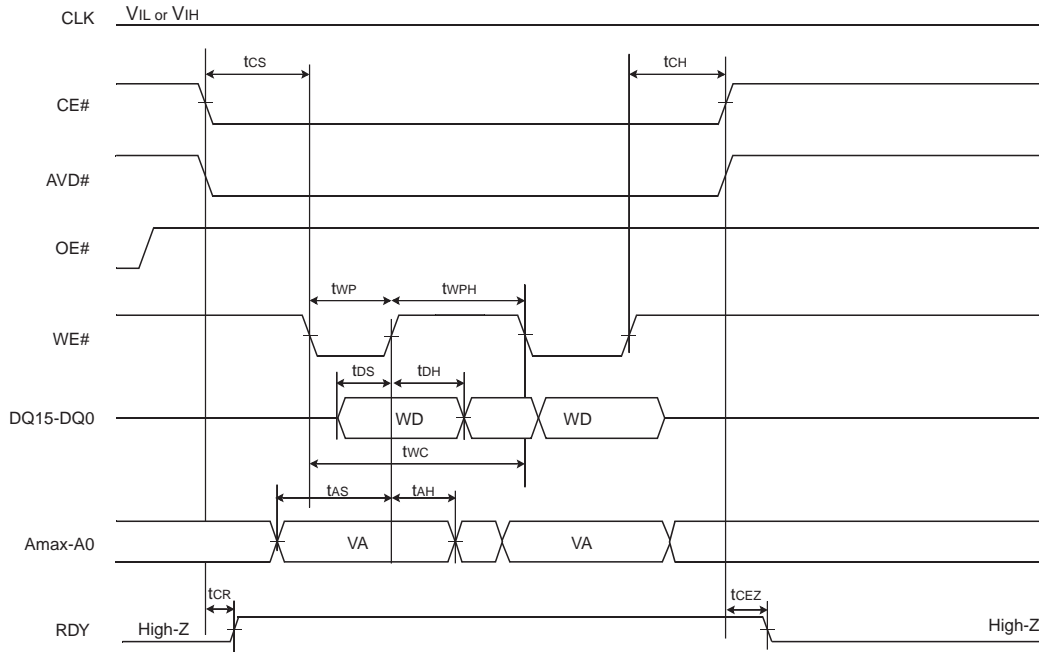 CLK VIL or VIH
tCS tCH
CE#
AVD#
OE#
tWP tWPH
WE#
tDS tDH
DQ15-DQ0 WD WD
tWC
tAS tAH
Amax-A0 VA VA
tCR tCEZ
RDY High-Z High-Z